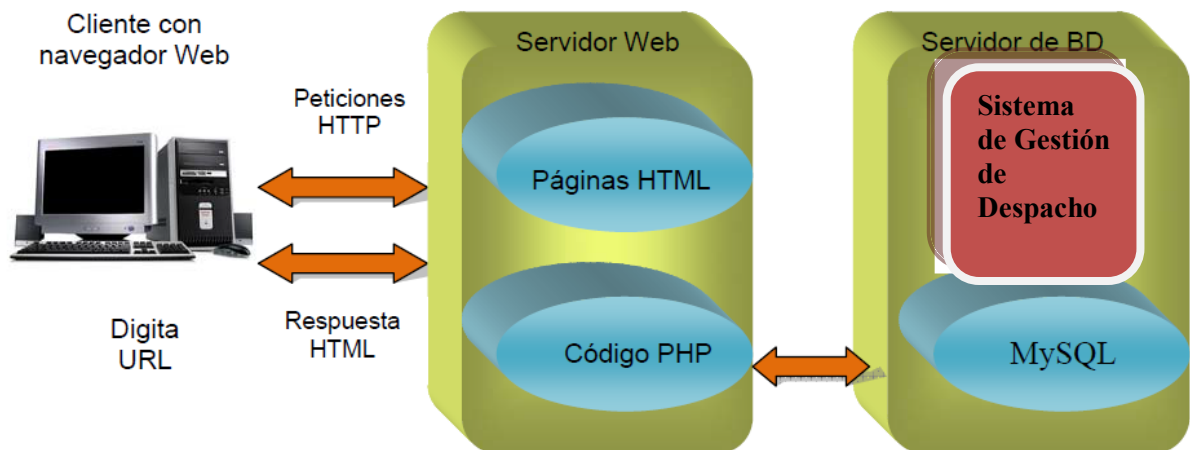 Cliente con
navegador Web
Peticiones
HTTP
Digita
URL
Respuesta
HTML
Servidor Web
Páginas HTML
Código PHP
Servidor de BD
Sistema
de Gestión
de
Despacho
MySQL